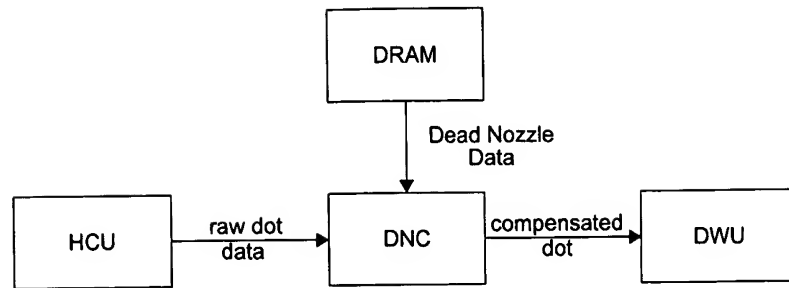 DRAM
Dead Nozzle
Data
HCU
raw dot
data
DNC
compensated
dot
DWU